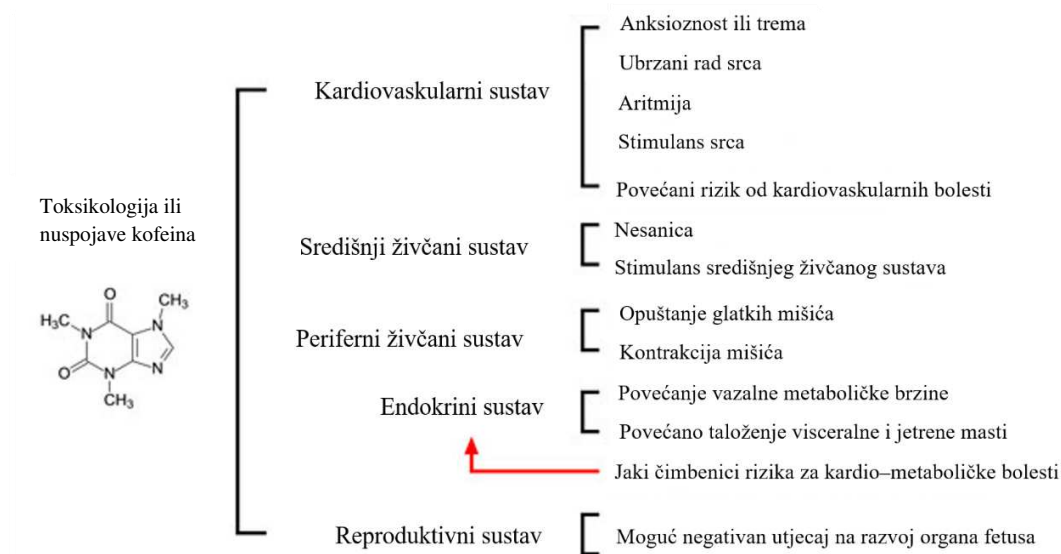 Toksikologija ili
nuspojave kofeina
O
CH₃
H₃C
N
N
O
N
N
CH₃
Kardiovaskularni sustav
Anksioznost ili trema
Ubrzani rad srca
Aritmija
Stimulans srca
Povećani rizik od kardiovaskularnih bolesti
Središnji živčani sustav
Nesanica
Stimulans središnjeg živčanog sustava
Periferni živčani sustav
Opuštanje glatkih mišića
Kontrakcija mišića
Endokrini sustav
Povećanje vazalne metaboličke brzine
Povećano taloženje visceralne i jetrene masti
Jaki čimbenici rizika za kardio–metaboličke bolesti
Reproduktivni sustav
Moguć negativan utjecaj na razvoj organa fetusa